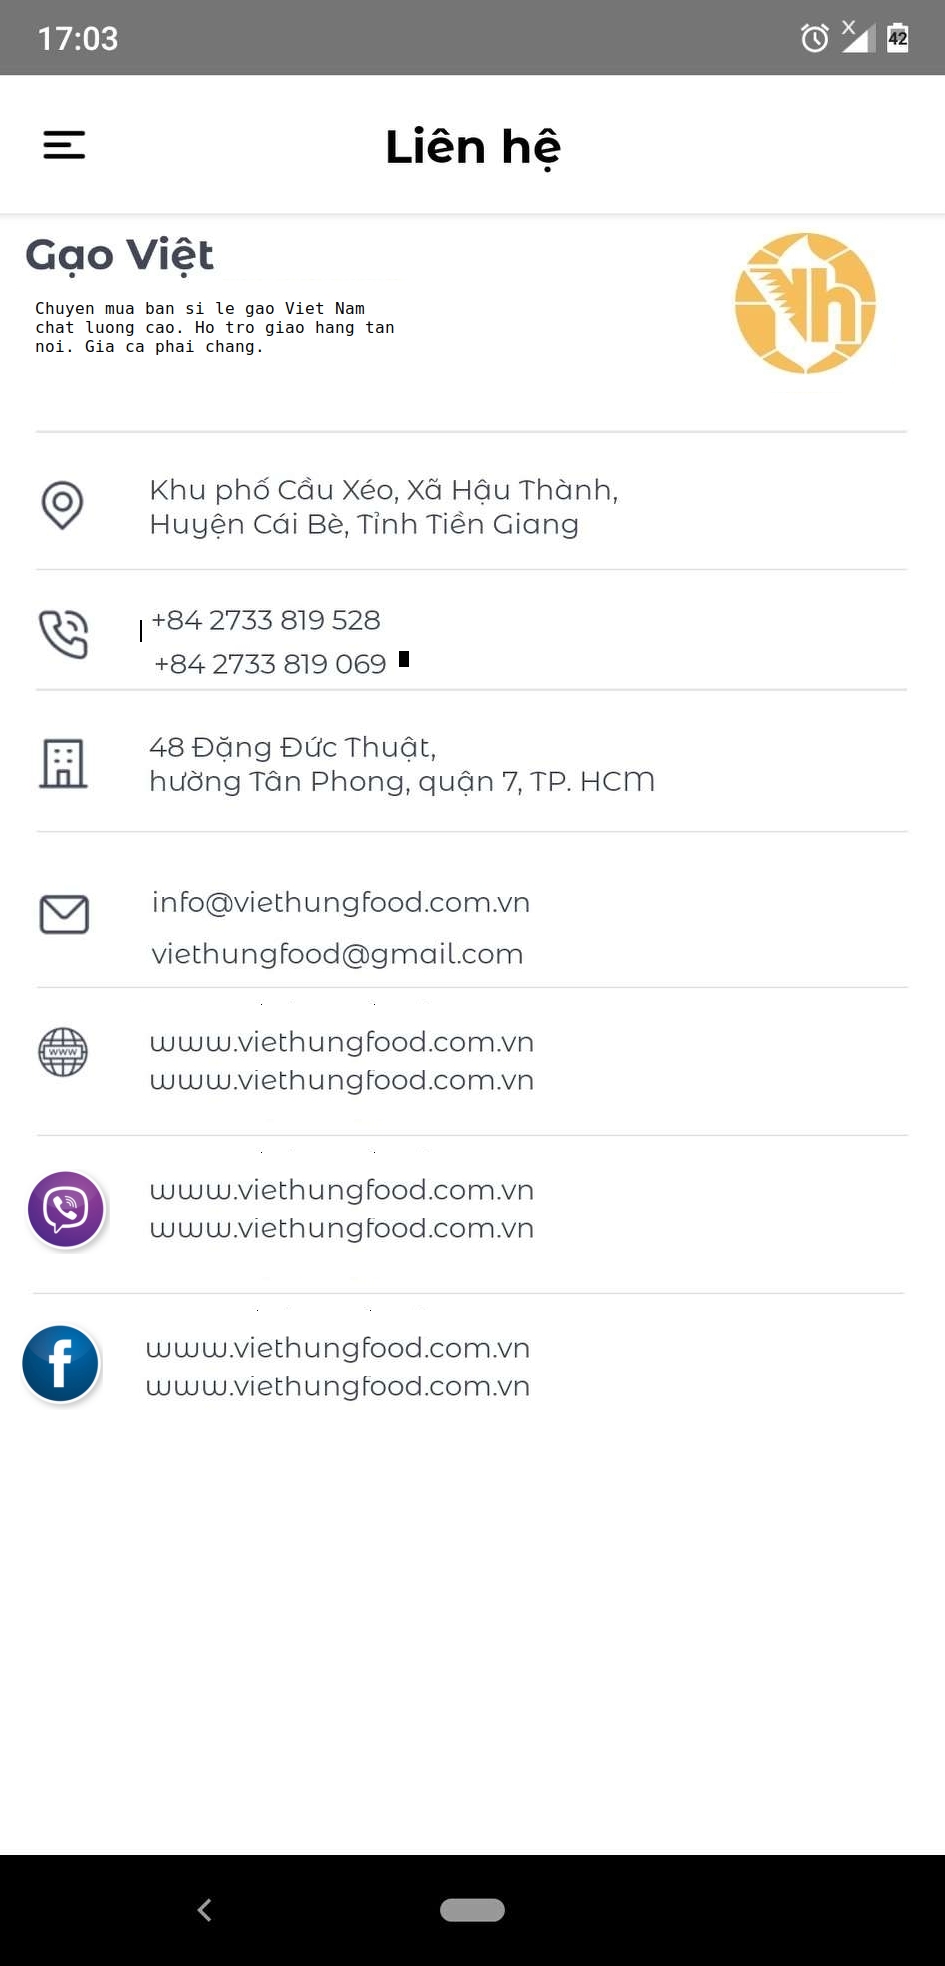 17:03
42
Liên hệ
Gạo Việt
Vh
Chuyen mua ban si le gao Viet Nam
chat luong cao. Ho tro giao hang tan
noi. Gia ca phai chang.
Khu phố Cầu Xéo, Xã Hậu Thành,
Huyện Cái Bè, Tỉnh Tiền Giang
+84 2733 819 528
+84 2733 819 069
48 Đặng Đức Thuật,
hường Tân Phong, quận 7, TP. HCM
info@viethungfood.com.vn
viethungfood@gmail.com
www
www.viethungfood.com.vn
www.viethungfood.com.vn
www.viethungfood.com.vn
www.viethungfood.com.vn
f
www.viethungfood.com.vn
www.viethungfood.com.vn